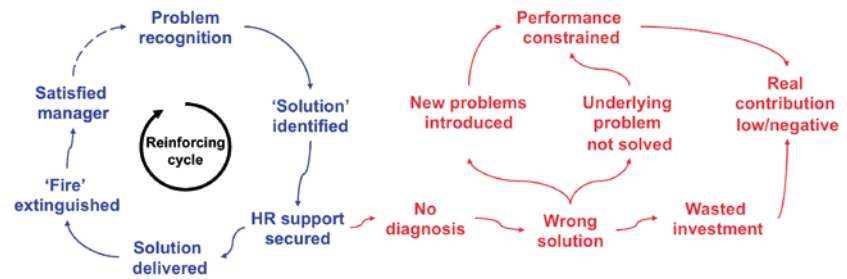 Problem
recognition
‘Solution’
identified
HR support
secured
Solution
delivered
‘Fire’
extinguished
Satisfied
manager
Reinforcing
cycle
No
diagnosis
Wrong
solution
New problems
introduced
Underlying
problem
not solved
Performance
constrained
Wasted
investment
Real
contribution
low/negative